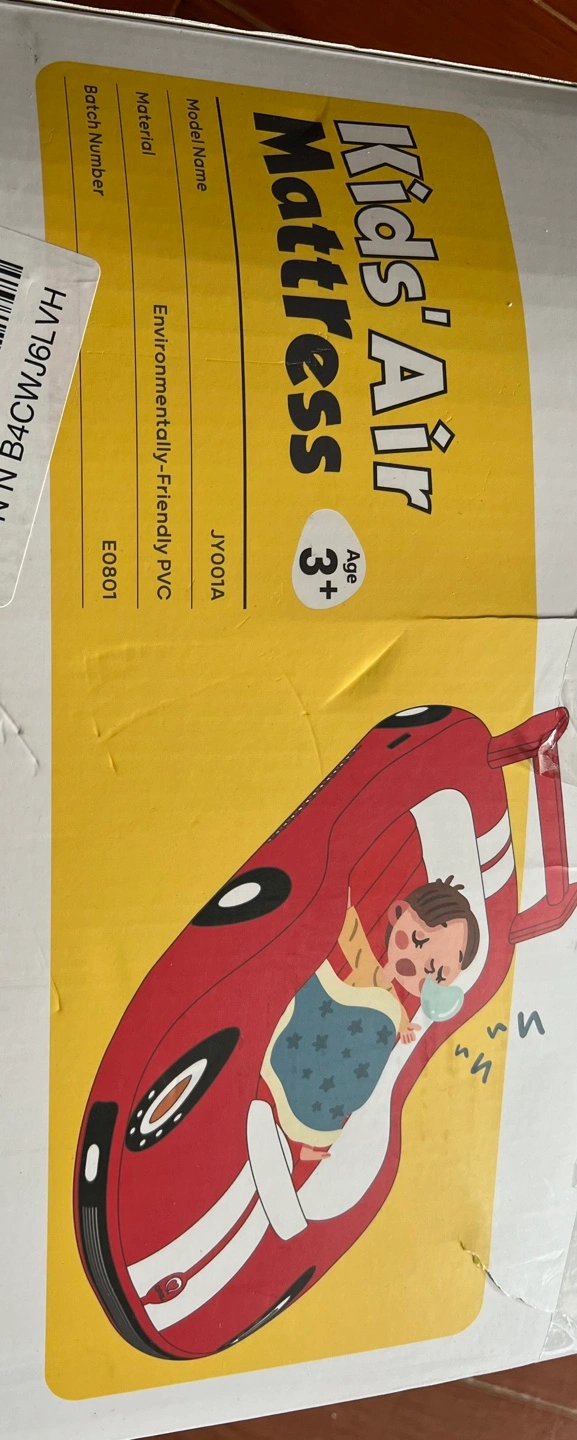 Kids' Air
Mattress
Age
3+
Model Name JY001A
Material Environmentally-Friendly PVC
Batch Number E0801
B4CWJ6LVH